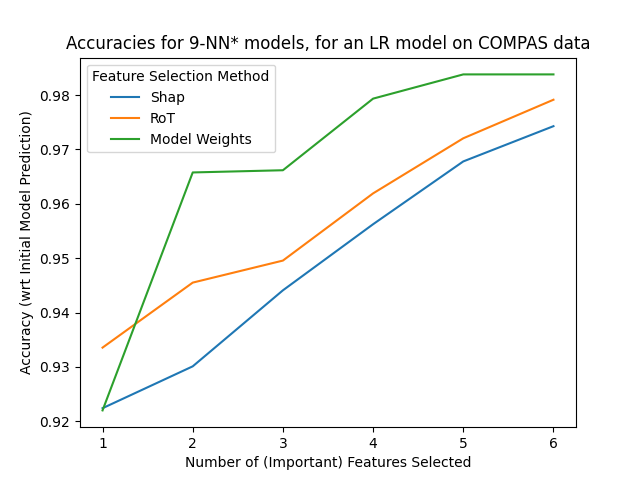 Accuracies for 9-NN* models, for an LR model on COMPAS data
Feature Selection Method
Shap
RoT
Model Weights
Accuracy (wrt Initial Model Prediction)
0.98
0.97
0.96
0.95
0.94
0.93
0.92
1 2 3 4 5 6
Number of (Important) Features Selected